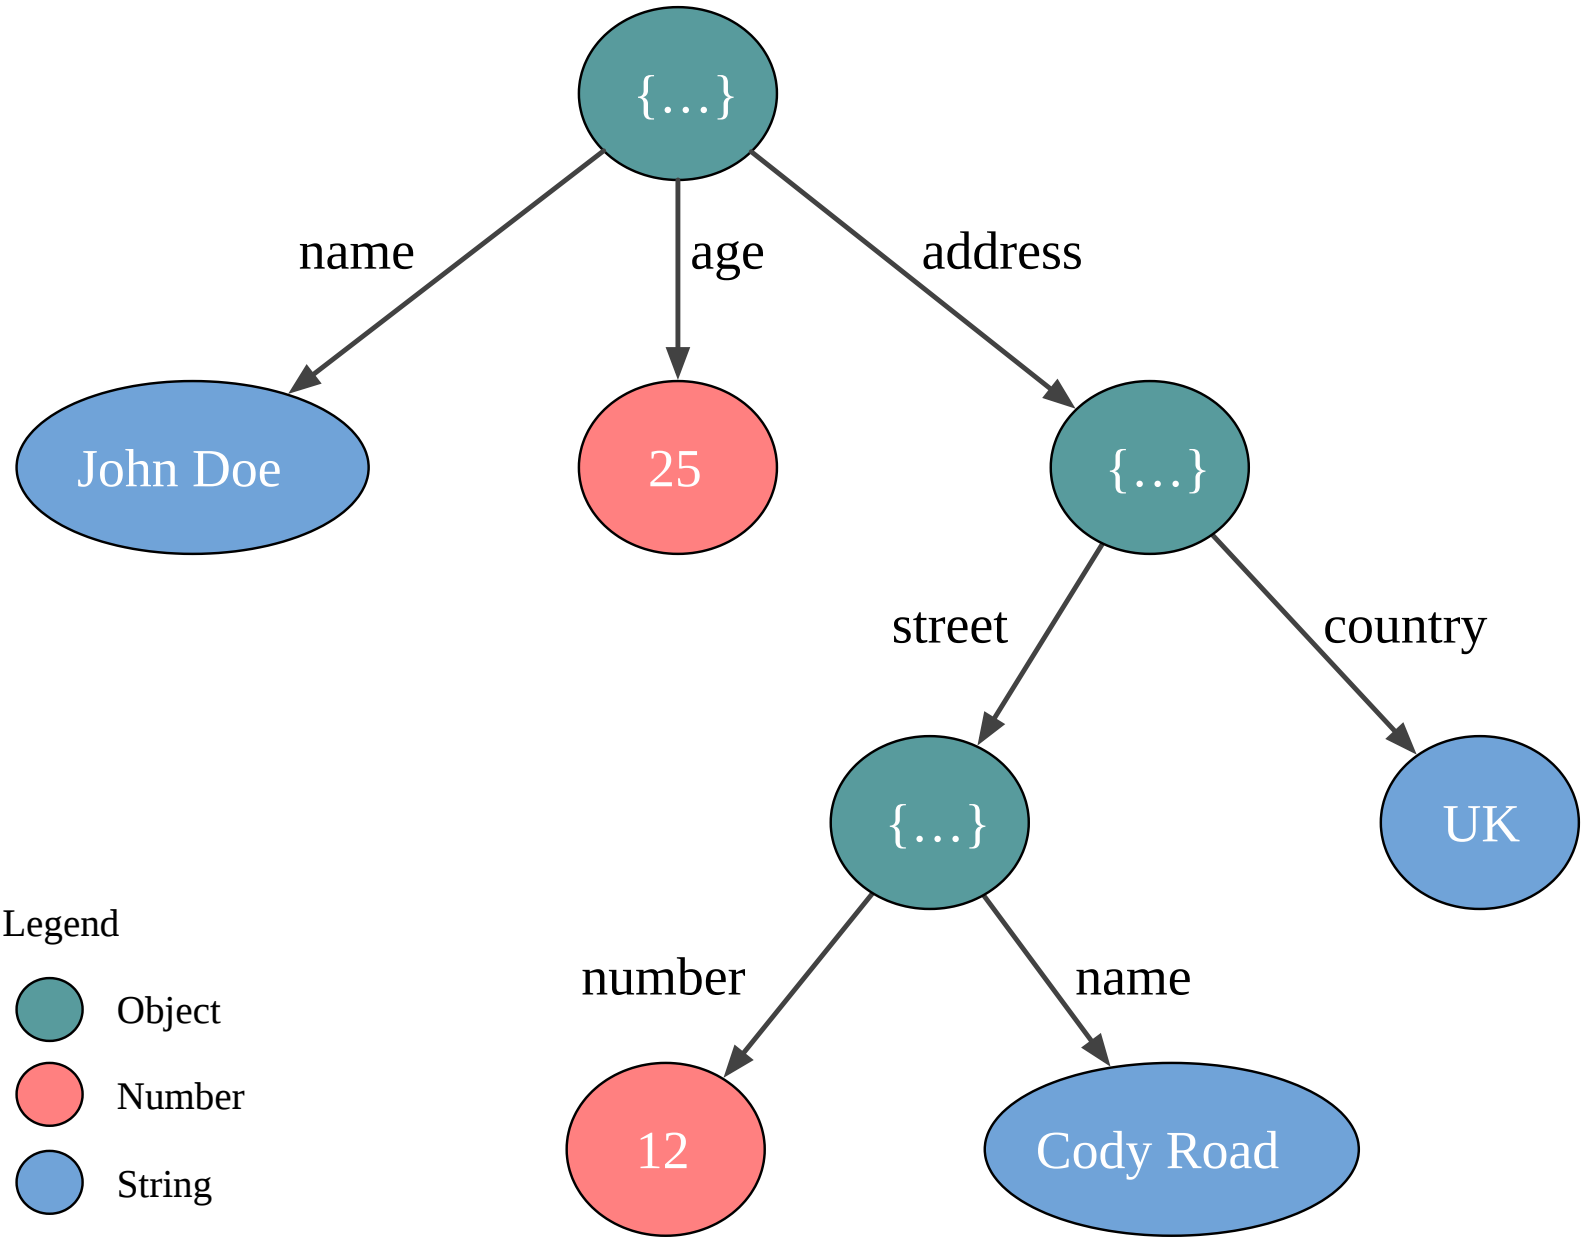 {…}
name
age
address
John Doe
25
{…}
street
country
{…}
UK
number
name
12
Cody Road
Legend
Object
Number
String